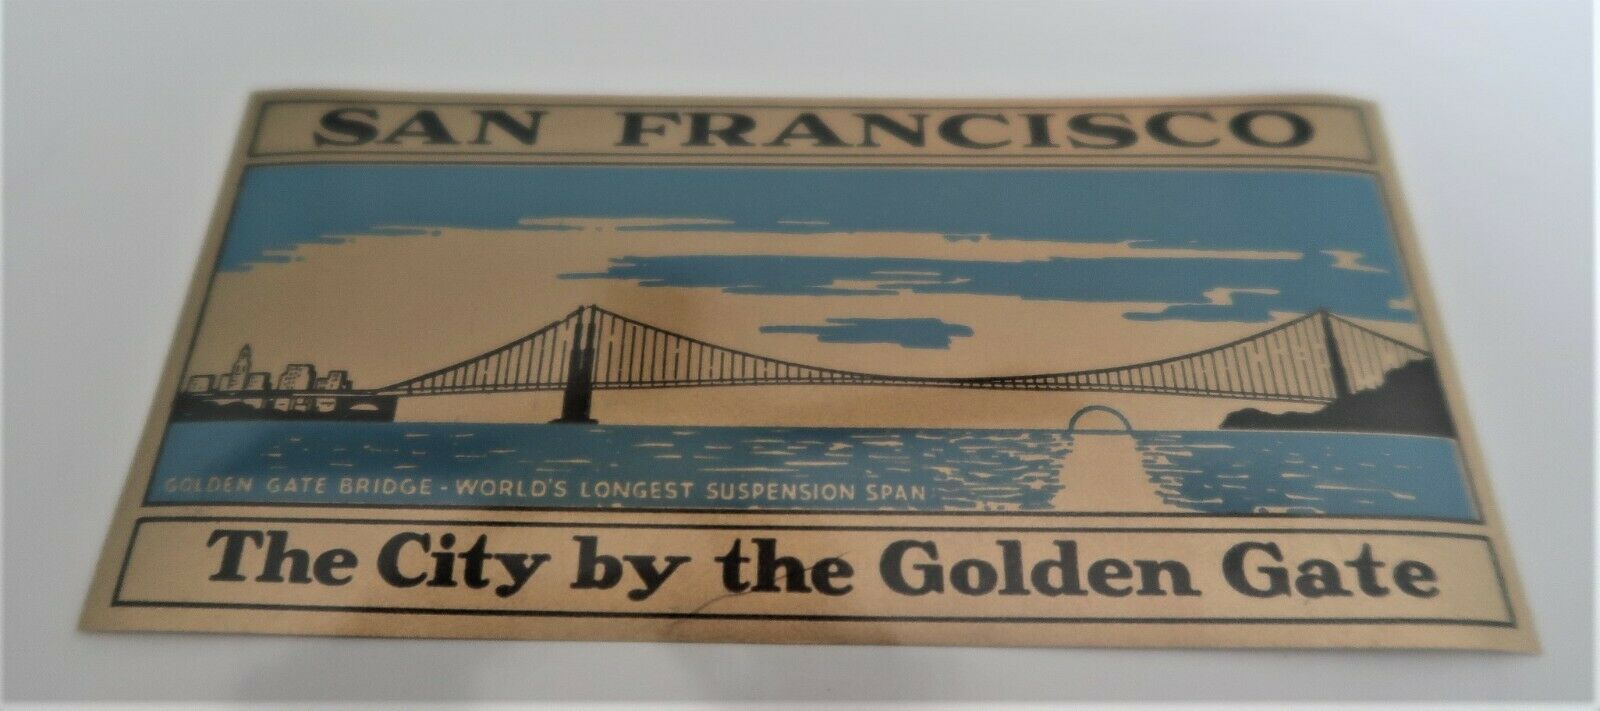 SAN FRANCISCO
GOLDEN GATE BRIDGE - WORLD'S LONGEST SUSPENSION SPAN
The City by the Golden Gate